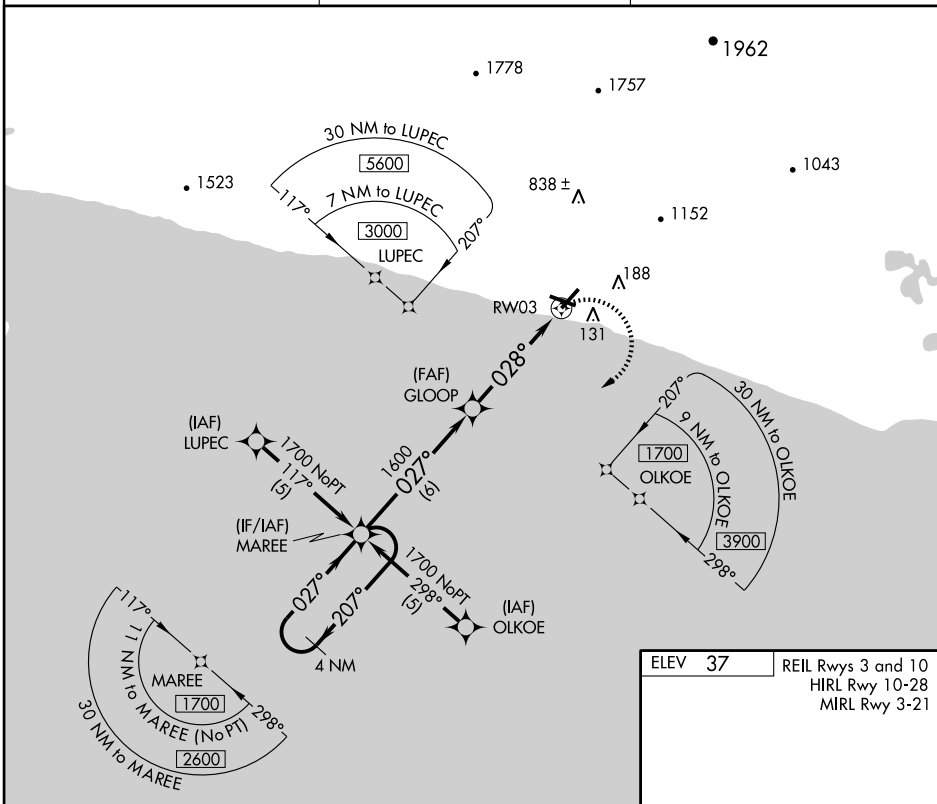 1962
1778
1757
30 NM to LUPEC
5600
1043
1523
838 ±
7 NM to LUPEC
117°
207°
1152
3000
LUPEC
188
RW03
131
(FAF)
GLOOP
028°
207°
30 NM to OLKOE
9 NM to OLKOE
(IAF)
LUPEC
1700
OLKOE
1700 NoPT
117°
(5)
1600
027°
(6)
(IF/IAF)
MAREE
3900
298°
1700 NoPT
298°
(5)
027°
207°
(IAF)
OLKOE
117°
4 NM
MAREE
1700
298°
11 NM to MAREE (NoPT)
2600
30 NM to MAREE
ELEV 37
REIL Rwys 3 and 10
HIRL Rwy 10-28
MIRL Rwy 3-21